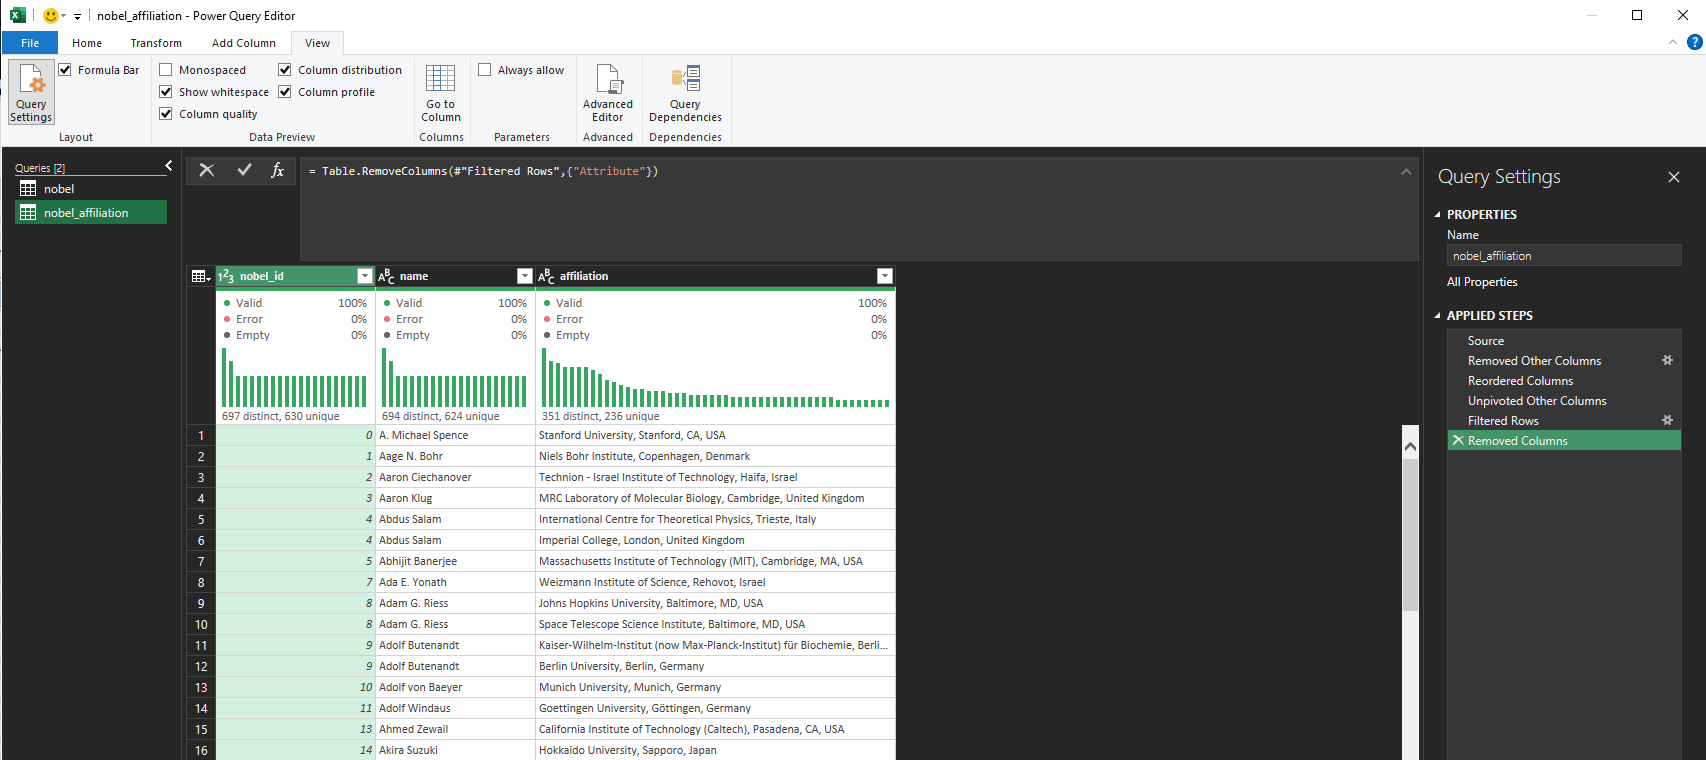 nobel_affiliation - Power Query Editor
File Home Transform Add Column View
Query Settings
Formula Bar
Layout
Monospaced
Column distribution
Show whitespace
Column profile
Column quality
Data Preview
Go to Column
Columns
Always allow
Parameters
Advanced Editor
Advanced
Query Dependencies
Dependencies
Queries [2]
nobel
nobel_affiliation
fx
= Table.RemoveColumns(#"Filtered Rows",{"Attribute"})
123 nobel_id ABC name ABC affiliation
Valid 100% Valid 100% Valid 100%
Error 0% Error 0% Error 0%
Empty 0% Empty 0% Empty 0%
697 distinct, 630 unique 694 distinct, 624 unique 351 distinct, 236 unique
1 0 A. Michael Spence Stanford University, Stanford, CA, USA
2 1 Aage N. Bohr Niels Bohr Institute, Copenhagen, Denmark
3 2 Aaron Ciechanover Technion - Israel Institute of Technology, Haifa, Israel
4 3 Aaron Klug MRC Laboratory of Molecular Biology, Cambridge, United Kingdom
5 4 Abdus Salam International Centre for Theoretical Physics, Trieste, Italy
6 4 Abdus Salam Imperial College, London, United Kingdom
7 5 Abhijit Banerjee Massachusetts Institute of Technology (MIT), Cambridge, MA, USA
8 7 Ada E. Yonath Weizmann Institute of Science, Rehovot, Israel
9 8 Adam G. Riess Johns Hopkins University, Baltimore, MD, USA
10 8 Adam G. Riess Space Telescope Science Institute, Baltimore, MD, USA
11 9 Adolf Butenandt Kaiser-Wilhelm-Institut (now Max-Planck-Institut) für Biochemie, Berli...
12 9 Adolf Butenandt Berlin University, Berlin, Germany
13 10 Adolf von Baeyer Munich University, Munich, Germany
14 11 Adolf Windaus Goettingen University, Göttingen, Germany
15 13 Ahmed Zewail California Institute of Technology (Caltech), Pasadena, CA, USA
16 14 Akira Suzuki Hokkaido University, Sapporo, Japan
Query Settings
PROPERTIES
Name
nobel_affiliation
All Properties
APPLIED STEPS
Source
Removed Other Columns
Reordered Columns
Unpivoted Other Columns
Filtered Rows
Removed Columns